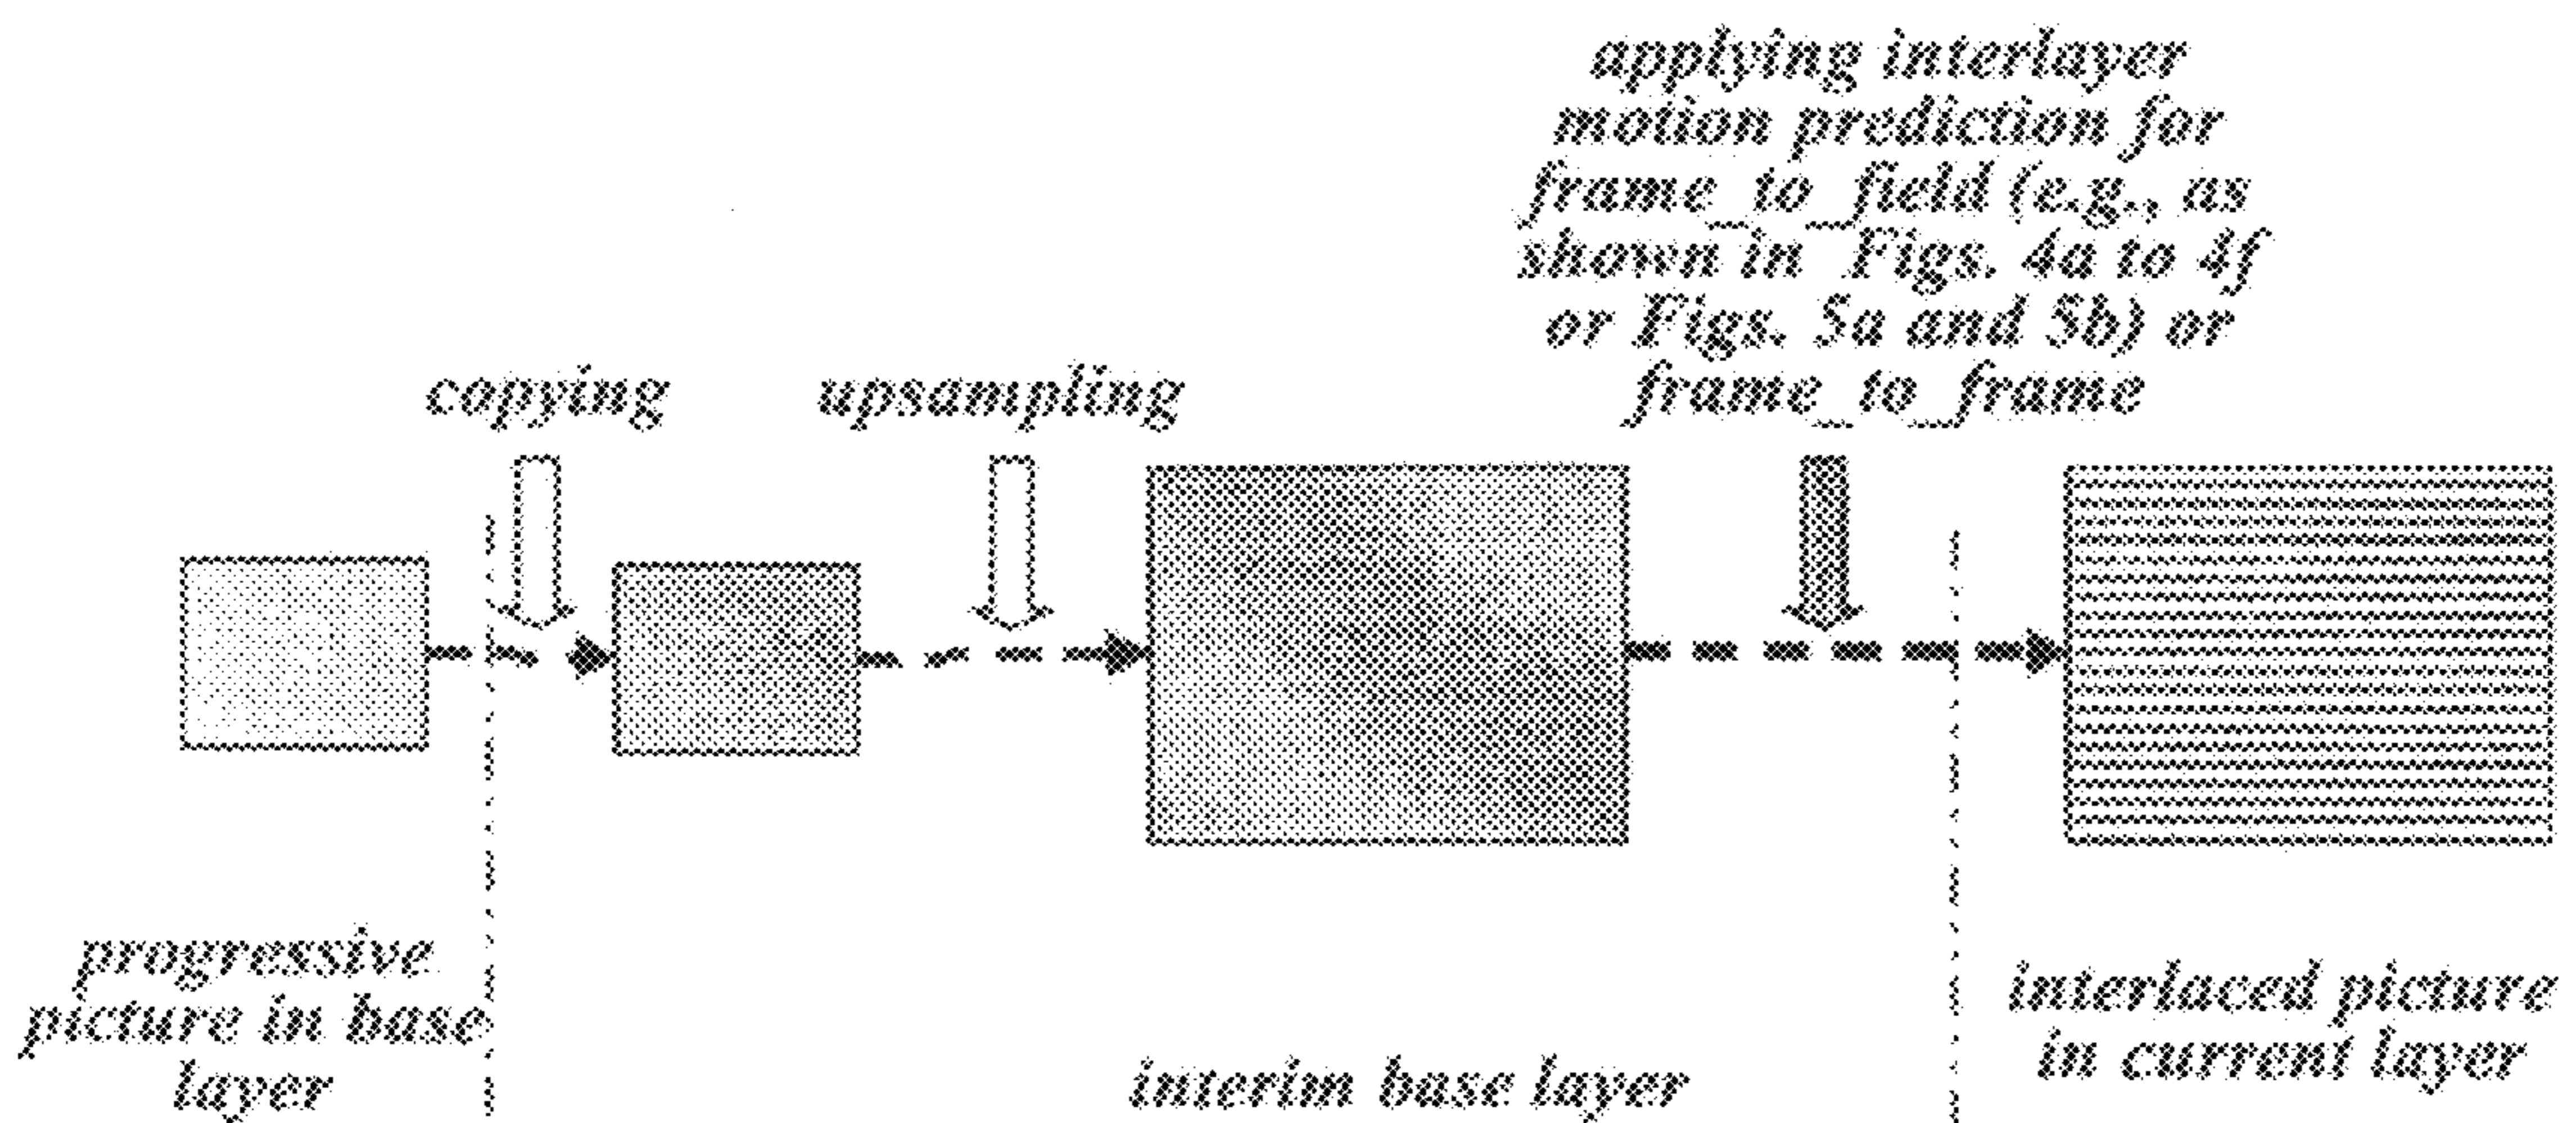 applying interlayer
motion prediction for
frame_to_field (e.g., as
shown in Figs. 4a to 4f
or Figs. 5a and 5b) or
frame_to_frame
copying
upsampling
progressive
picture in base
layer
interim base layer
interlaced picture
in current layer